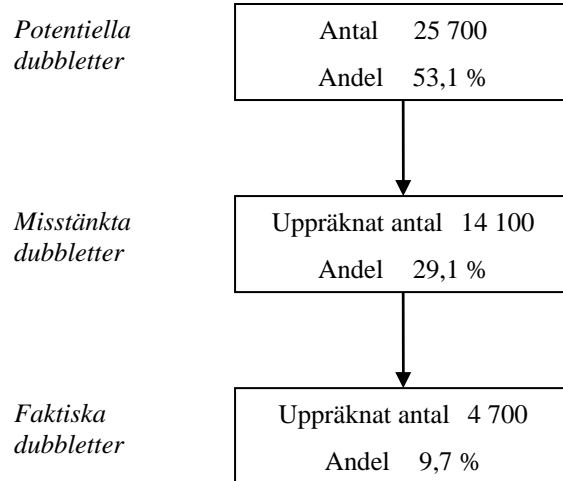 Potentiella
dubbletter
Antal 25 700
Andel 53,1 %
Misstänkta
dubbletter
Uppräknat antal 14 100
Andel 29,1 %
Faktiska
dubbletter
Uppräknat antal 4 700
Andel 9,7 %